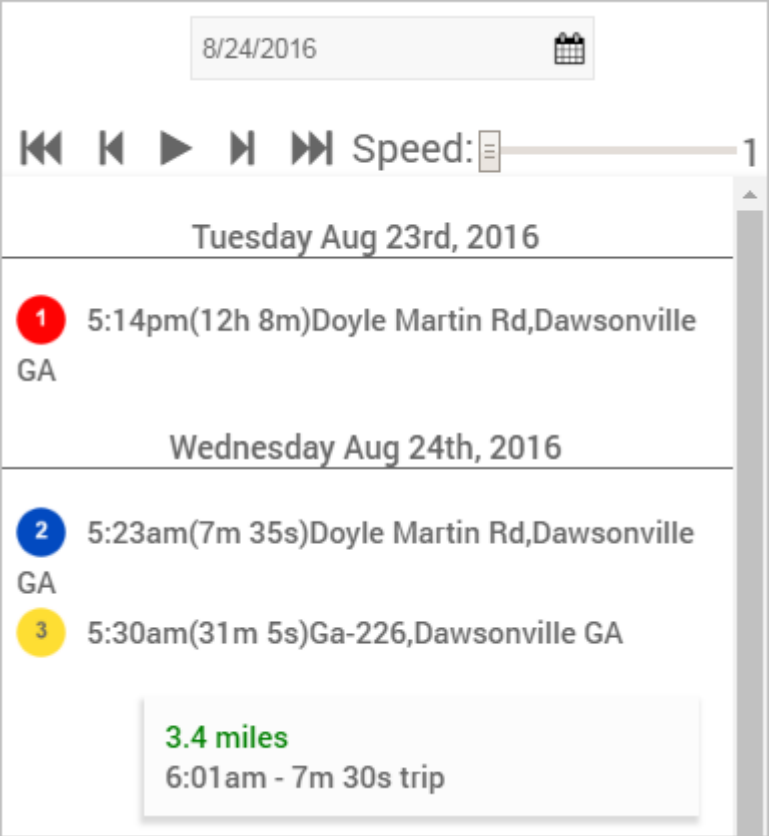 8/24/2016
Speed: 1
Tuesday Aug 23rd, 2016
1 5:14pm(12h 8m)Doyle Martin Rd,Dawsonville
GA
Wednesday Aug 24th, 2016
2 5:23am(7m 35s)Doyle Martin Rd,Dawsonville
GA
3 5:30am(31m 5s)Ga-226,Dawsonville GA
3.4 miles
6:01am - 7m 30s trip